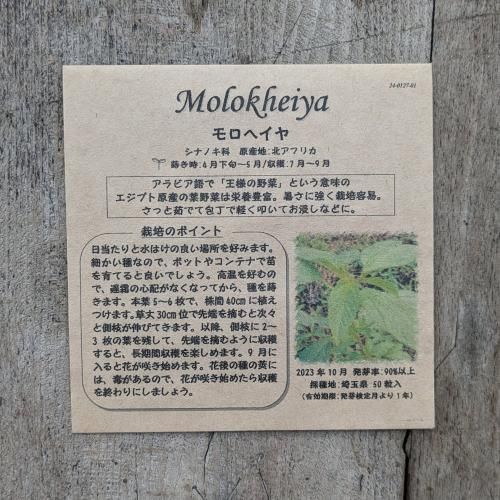 24-0127-01
Molokheiya
モロヘイヤ
シナノキ科　原産地:北アフリカ
蒔き時:4月下旬～5月/収穫:7月～9月
アラビア語で「王様の野菜」という意味の
エジプト原産の葉野菜は栄養豊富。暑さに強く栽培容易。
さっと茹でて包丁で軽く叩いてお浸しなどに。
栽培のポイント
日当たりと水はけの良い場所を好みます。
細かい種なので、ポットやコンテナで苗
を育てると良いでしょう。高温を好むの
で、遅霜の心配がなくなってから、種を蒔
きます。本葉5～6枚で、株間40cmに植え
つけます。草丈30cm位で先端を摘むと次々
と側枝が伸びてきます。以降、側枝に2～
3枚の葉を残して、先端を摘むように収穫
すると、長期間収穫を楽しめます。9月に
入ると花が咲き始めます。花後の種の莢に
は、毒があるので、花が咲き始めたら収穫
を終わりにしましょう。
2023年10月 発芽率:90%以上
採種地:埼玉県 50粒入
(有効期限:発芽検定月より1年)